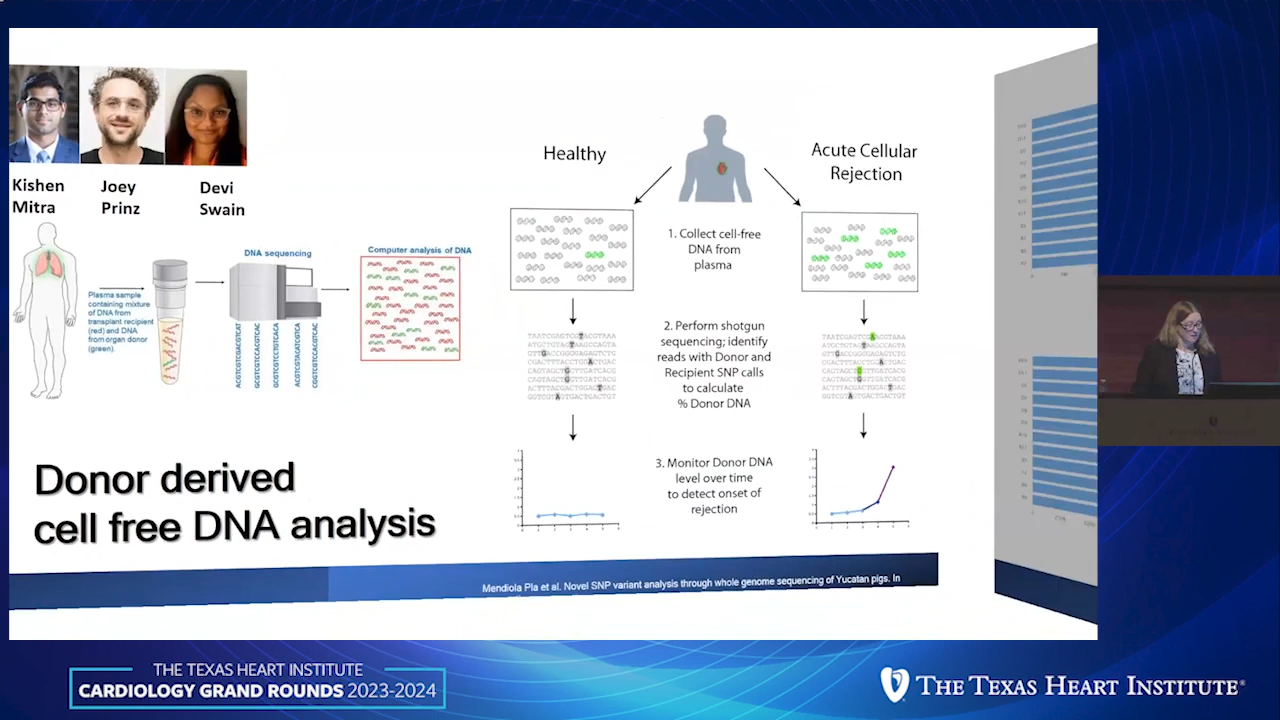 Kishen
Mitra
Joey
Prinz
Devi
Swain
Plasma sample
containing mixture
of DNA from
transplant recipient
(red) and DNA
from organ donor
(green).
DNA sequencing
Computer analysis of DNA
Donor derived
cell free DNA analysis
Healthy
Acute Cellular
Rejection
1. Collect cell-free
DNA from
plasma
2. Perform shotgun
sequencing; identify
reads with Donor and
Recipient SNP calls
to calculate
% Donor DNA
3. Monitor Donor DNA
level over time
to detect onset of
rejection
Mendiola Pla et al. Novel SNP variant analysis through whole genome sequencing of Yucatan pigs. In
THE TEXAS HEART INSTITUTE
CARDIOLOGY GRAND ROUNDS 2023-2024
THE TEXAS HEART INSTITUTE®